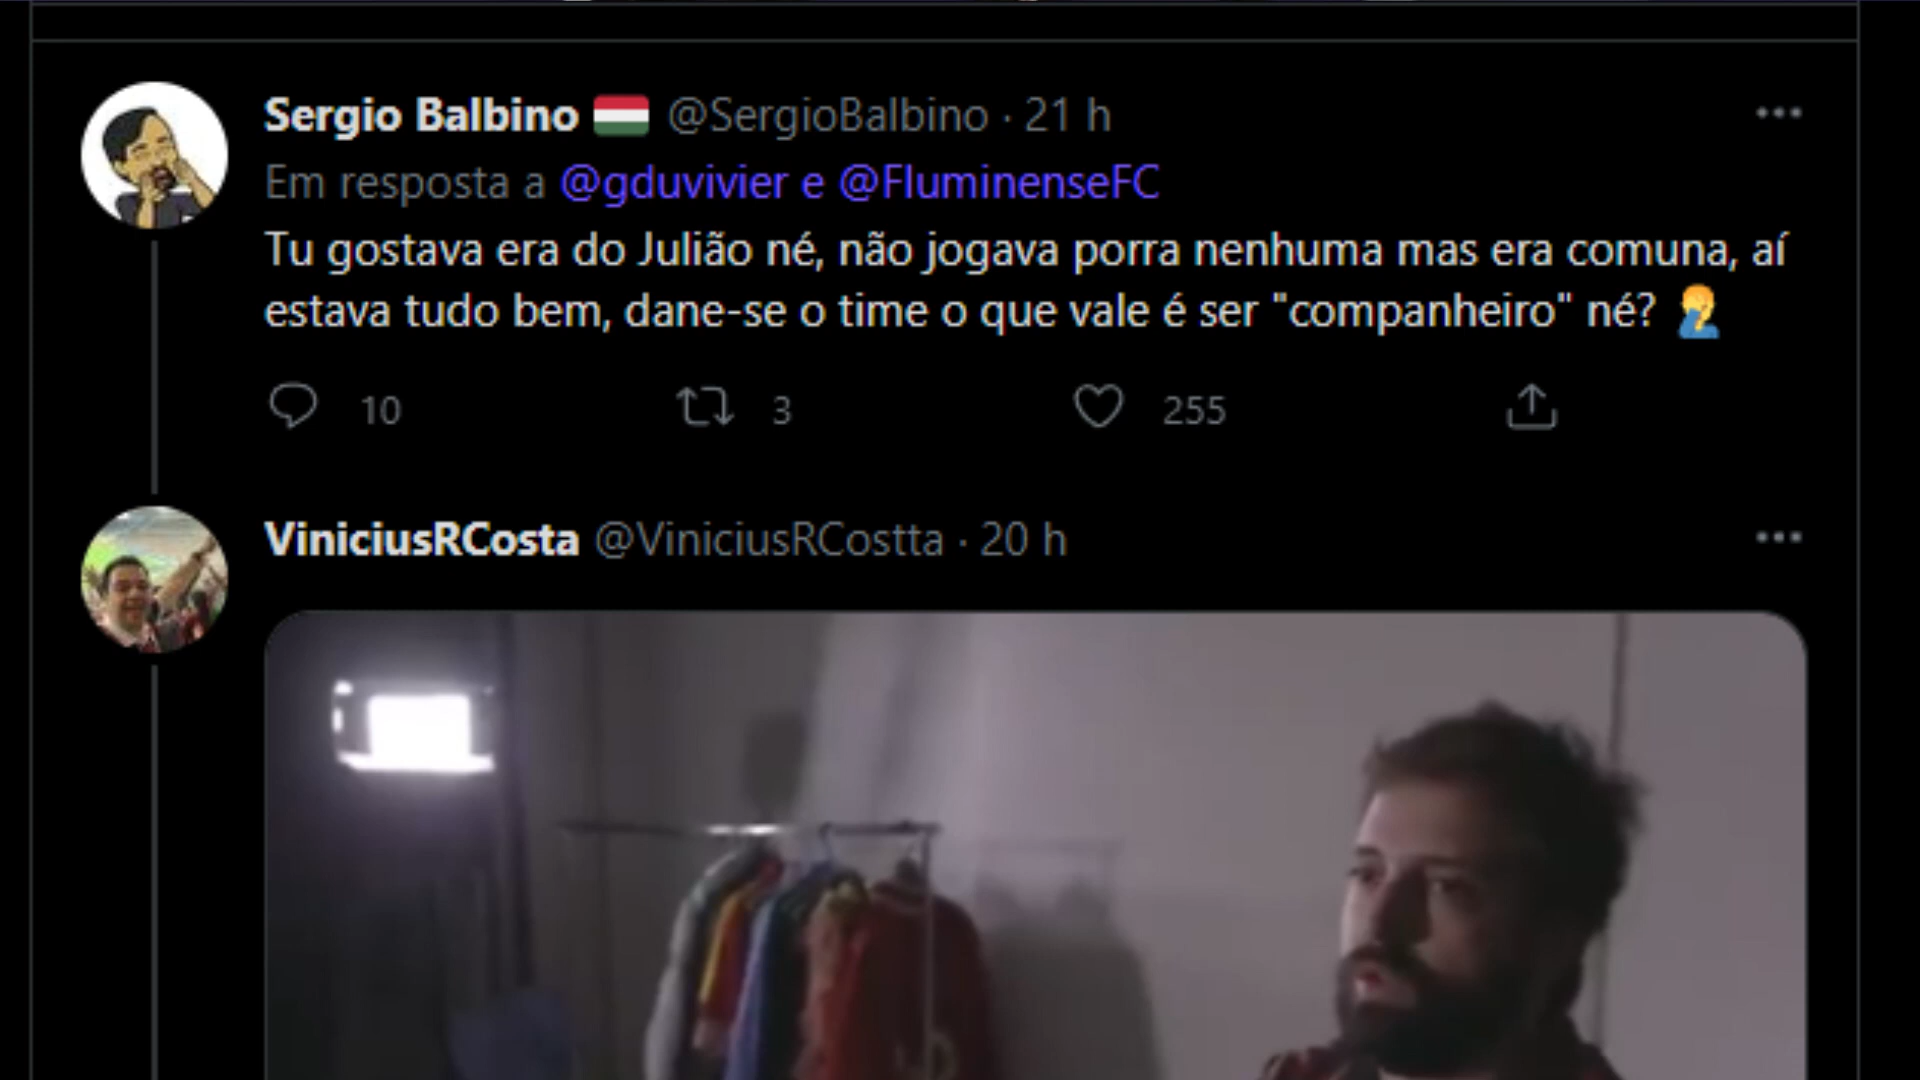 Sergio Balbino @SergioBalbino · 21 h
Em resposta a @gduvivier e @FluminenseFC
Tu gostava era do Julião né, não jogava porra nenhuma mas era comuna, aí
estava tudo bem, dane-se o time o que vale é ser "companheiro" né? 🤦‍♂️
10 3 255
ViniciusRCosta @ViniciusRCostta · 20 h